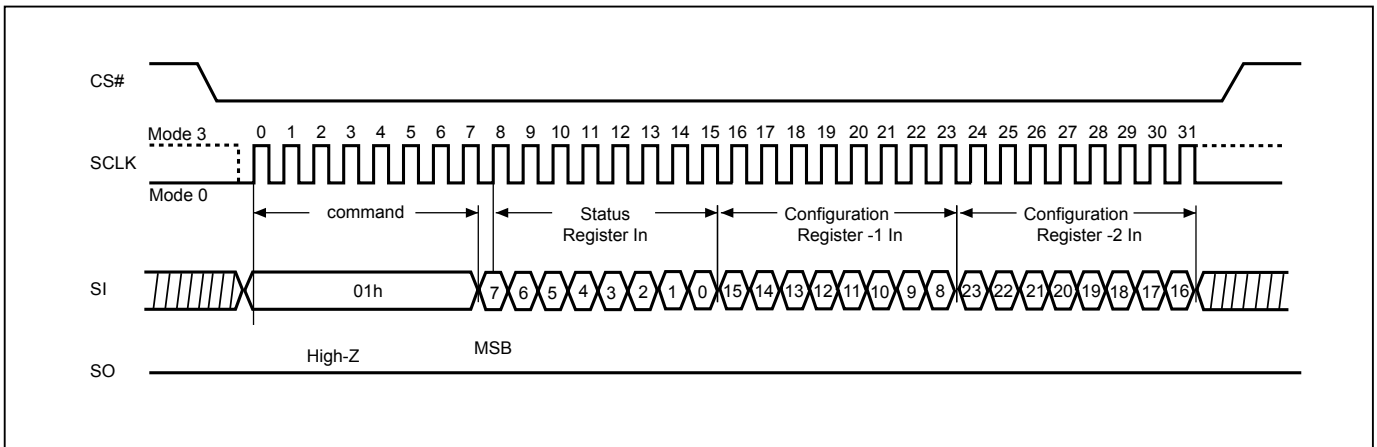 CS#
Mode 3
0 1 2 3 4 5 6 7 8 9 10 11 12 13 14 15 16 17 18 19 20 21 22 23 24 25 26 27 28 29 30 31
SCLK
Mode 0
command Status Configuration Configuration
Register In Register -1 In Register -2 In
SI 01h 7 6 5 4 3 2 1 0 15 14 13 12 11 10 9 8 23 22 21 20 19 18 17 16
High-Z MSB
SO